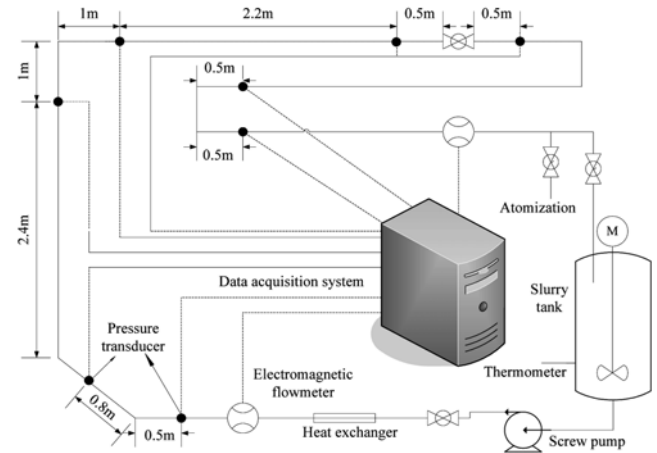 1m
2.2m
0.5m
0.5m
1m
0.5m
0.5m
2.4m
Atomization
M
Data acquisition system
Slurry
tank
Pressure
transducer
Electromagnetic
flowmeter
Thermometer
0.8m
0.5m
Heat exchanger
Screw pump